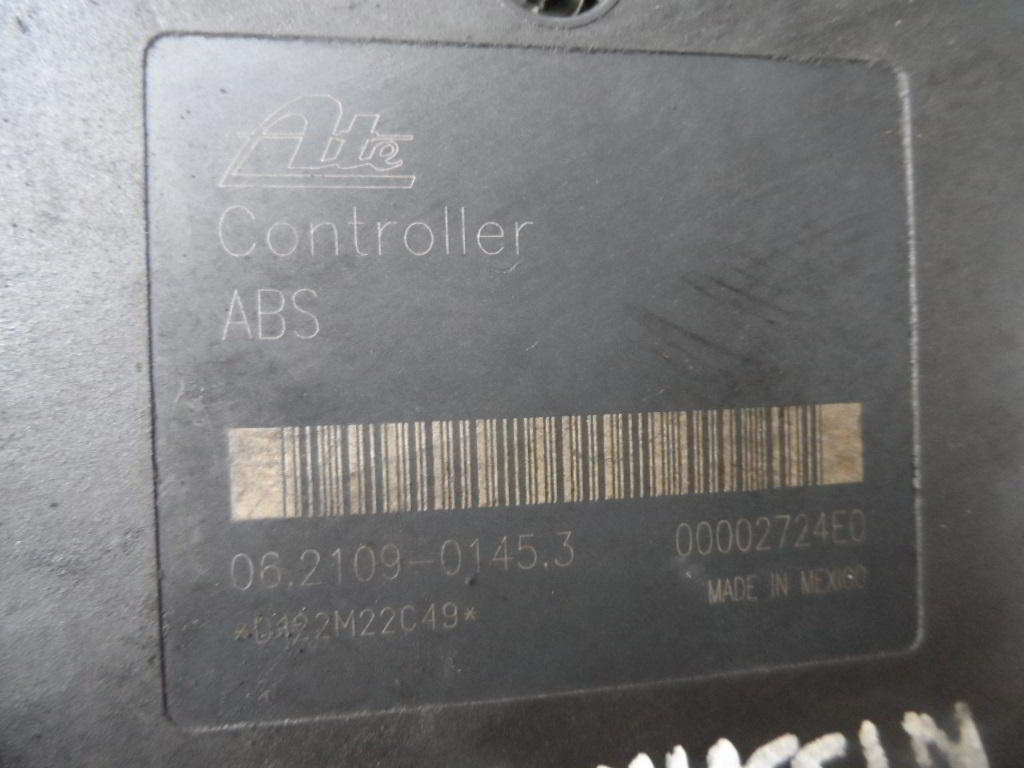 Ate
Controller
ABS
06.2109-0145.3
00002724E0
MADE IN MEXICO